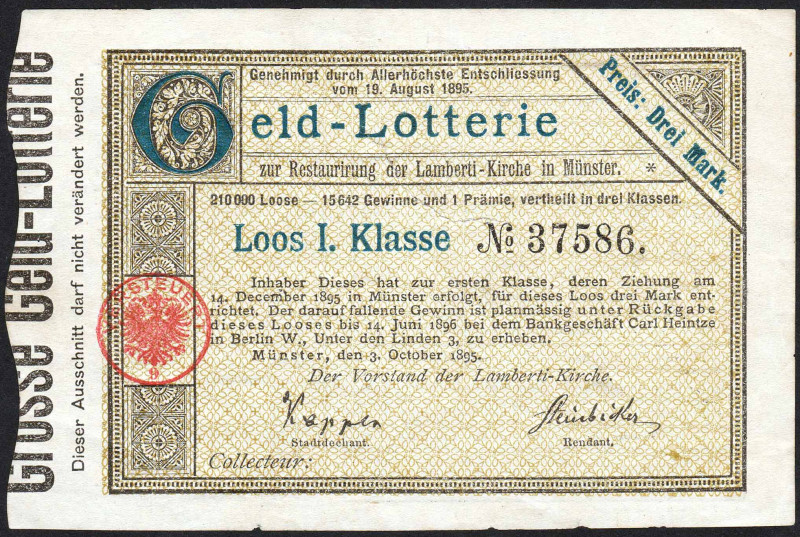 Grosse Geld-Lotterie
Dieser Ausschnitt darf nicht verändert werden.
Genehmigt durch Allerhöchste Entschliessung
vom 19. August 1895.
Geld-Lotterie
Preis: Drei Mark.
zur Restaurirung der Lamberti-Kirche in Münster. *
210000 Loose — 15642 Gewinne und 1 Prämie, vertheilt in drei Klassen.
Loos I. Klasse № 37586.
Inhaber Dieses hat zur ersten Klasse, deren Ziehung am
14. December 1895 in Münster erfolgt, für dieses Loos drei Mark ent-
richtet. Der darauf fallende Gewinn ist planmässig unter Rückgabe
dieses Looses bis 14. Juni 1896 bei dem Bankgeschäft Carl Heintze
in Berlin W., Unter den Linden 3, zu erheben.
Münster, den 3. October 1895.
Der Vorstand der Lamberti-Kirche.
Kappen Steinbicker
Stadtdechant. Rendant.
Collecteur:
VERSTEUERT
9